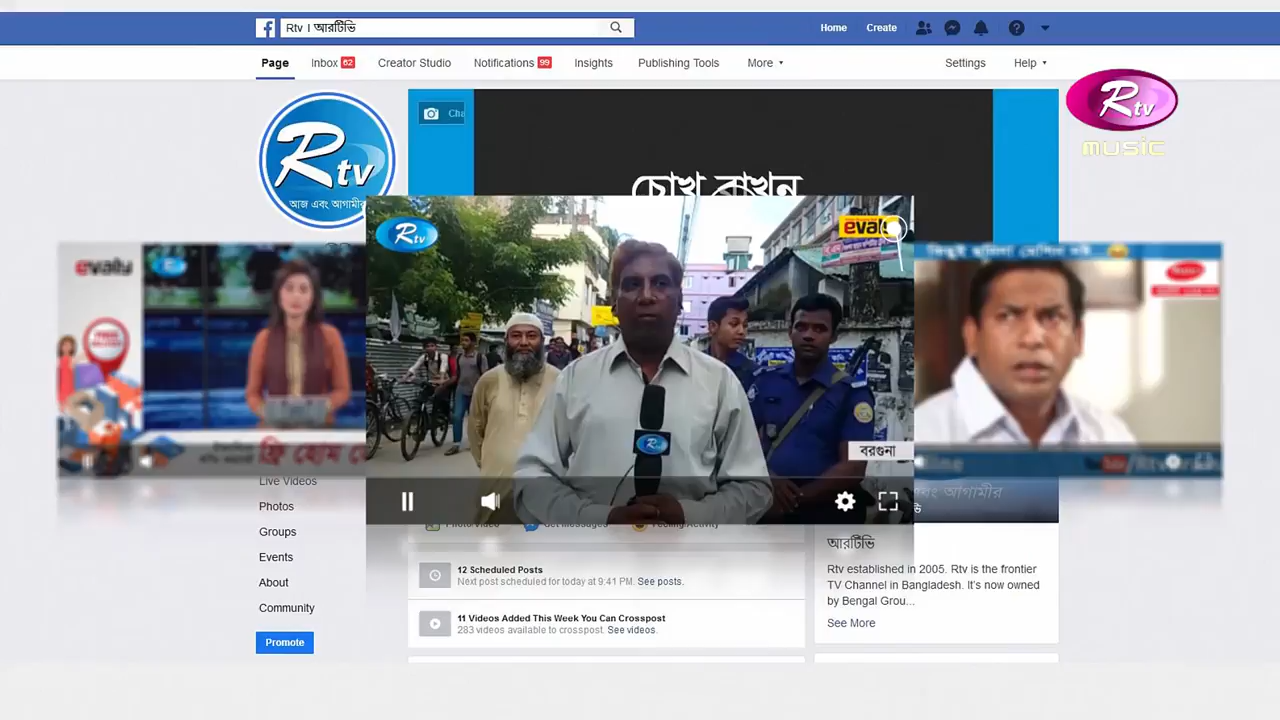 Rtv । আরটিভি
Home Create
Page Inbox 62 Creator Studio Notifications 99 Insights Publishing Tools More Settings Help
Rtv
MUSIC
Cha
Rtv
আজ এবং আগামীর
চোখ রাখুন
Rtv
evaly
evaly
ফ্রি হোম
Rtv
বরগুনা
Live Videos
Photos
Groups
Events
About
Community
Promote
12 Scheduled Posts
Next post scheduled for today at 9:41 PM. See posts.
11 Videos Added This Week You Can Crosspost
283 videos available to crosspost. See videos.
এবং আগামীর
আরটিভি
Rtv established in 2005. Rtv is the frontier
TV Channel in Bangladesh. It's now owned
by Bengal Grou...
See More